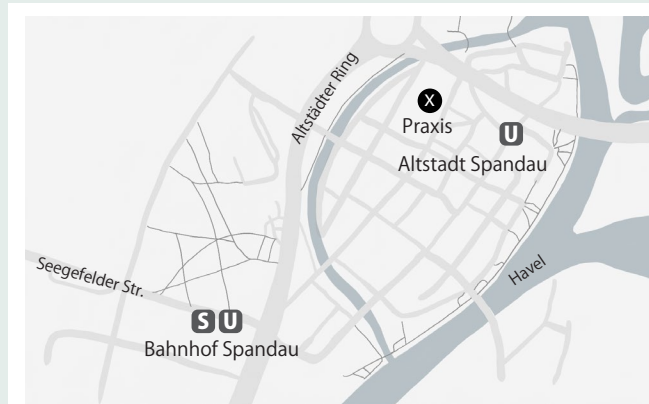 Altstädter Ring
X
Praxis
U
Altstadt Spandau
Seegefelder Str.
Havel
S U
Bahnhof Spandau